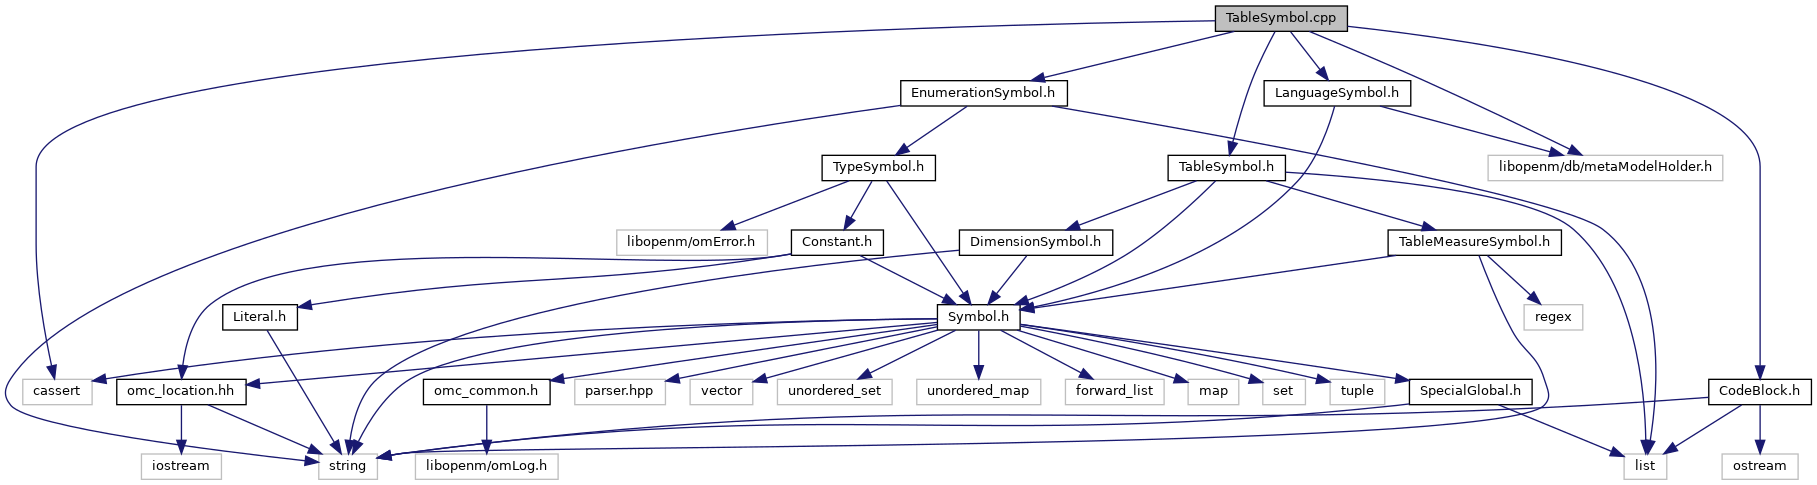 TableSymbol.cpp
EnumerationSymbol.h
LanguageSymbol.h
TypeSymbol.h
TableSymbol.h
libopenm/db/metaModelHolder.h
libopenm/omError.h
Constant.h
DimensionSymbol.h
TableMeasureSymbol.h
Literal.h
Symbol.h
regex
cassert
omc_location.hh
omc_common.h
parser.hpp
vector
unordered_set
unordered_map
forward_list
map
set
tuple
SpecialGlobal.h
CodeBlock.h
iostream
string
libopenm/omLog.h
list
ostream